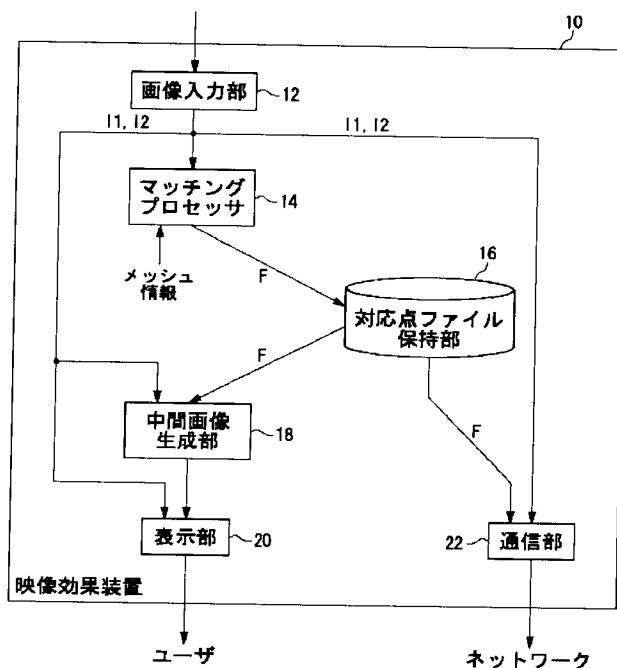 10
画像入力部
12
I1, I2
I1, I2
マッチング
プロセッサ
14
メッシュ
情報
F
16
対応点ファイル
保持部
F
中間画像
生成部
18
F
表示部
20
22
通信部
映像効果装置
ユーザ
ネットワーク